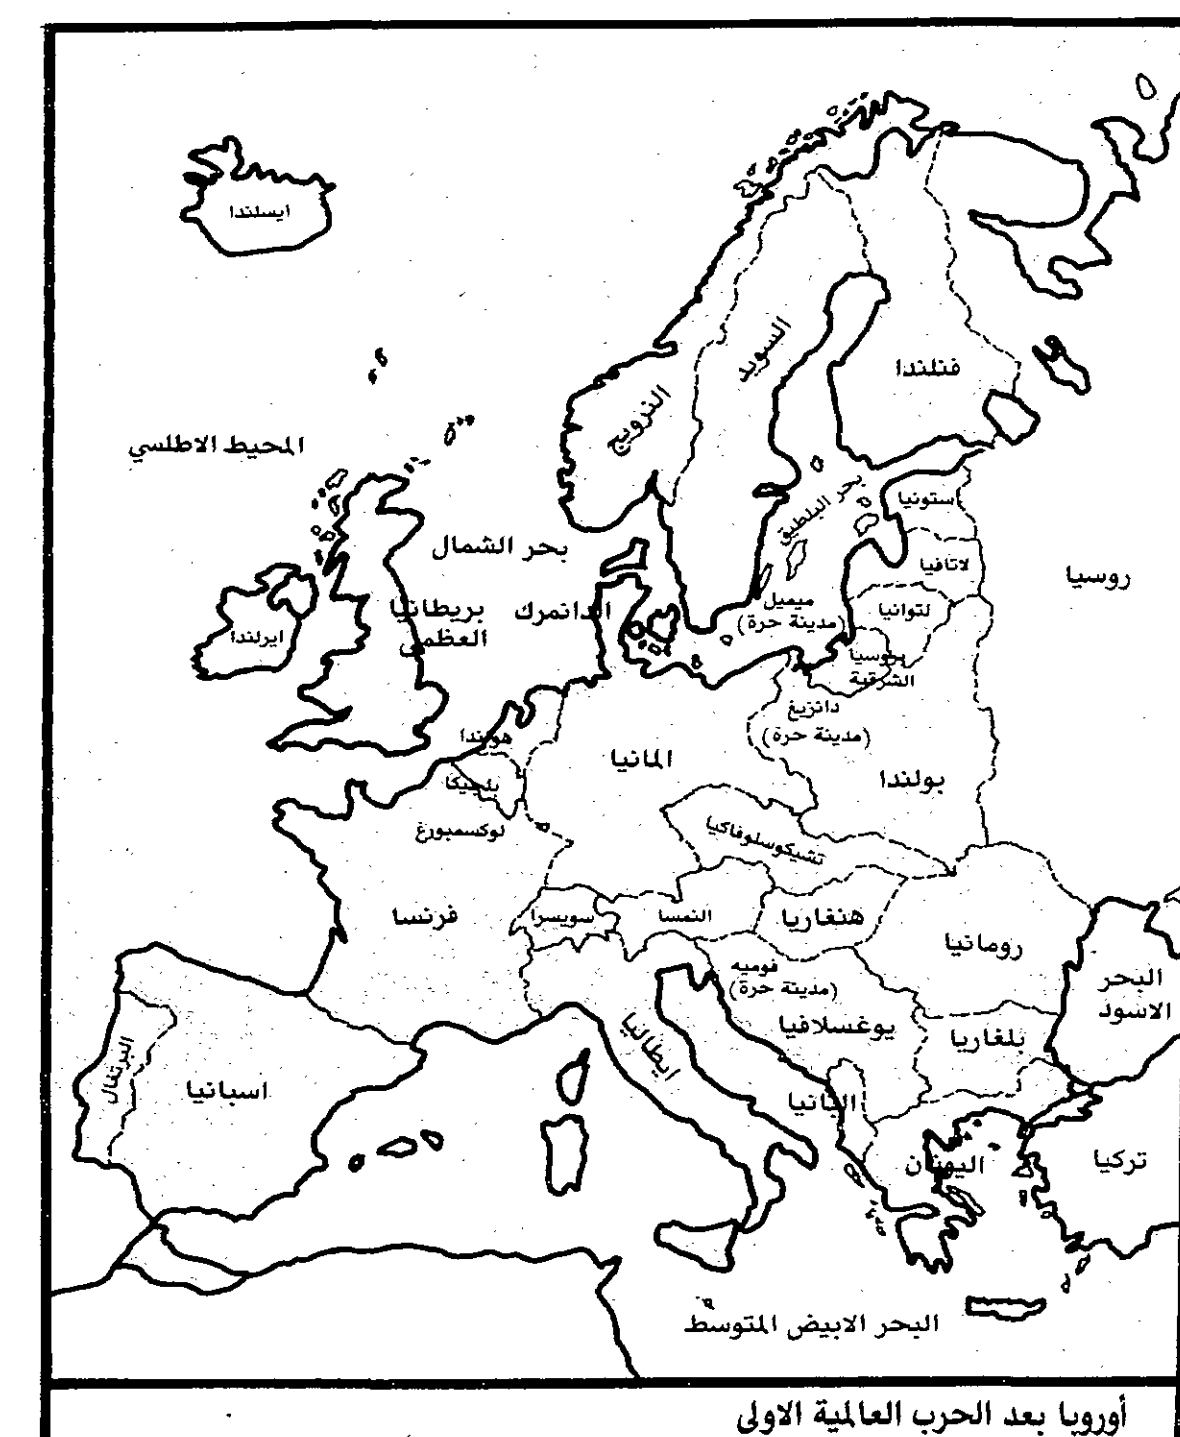 ايسلندا
السويد
فنلندا
النرويج
المحيط الاطلسي
بحر البلطيق
ستونيا
بحر الشمال
لاتافيا
روسيا
ميميل
(مدينة حرة)
لتوانيا
الدانمرك
بريطانيا
العظمى
ايرلندا
بروسيا
الشرقية
دانزيغ
(مدينة حرة)
هولندا
المانيا
بولندا
بلجيكا
لوكسمبورغ
تشيكوسلوفاكيا
فرنسا
سويسرا
النمسا
هنغاريا
رومانيا
فوميه
(مدينة حرة)
البحر
الاسود
يوغسلافيا
بلغاريا
ايطاليا
البرتغال
اسبانيا
البانيا
اليونان
تركيا
البحر الابيض المتوسط
أوروبا بعد الحرب العالمية الاولى